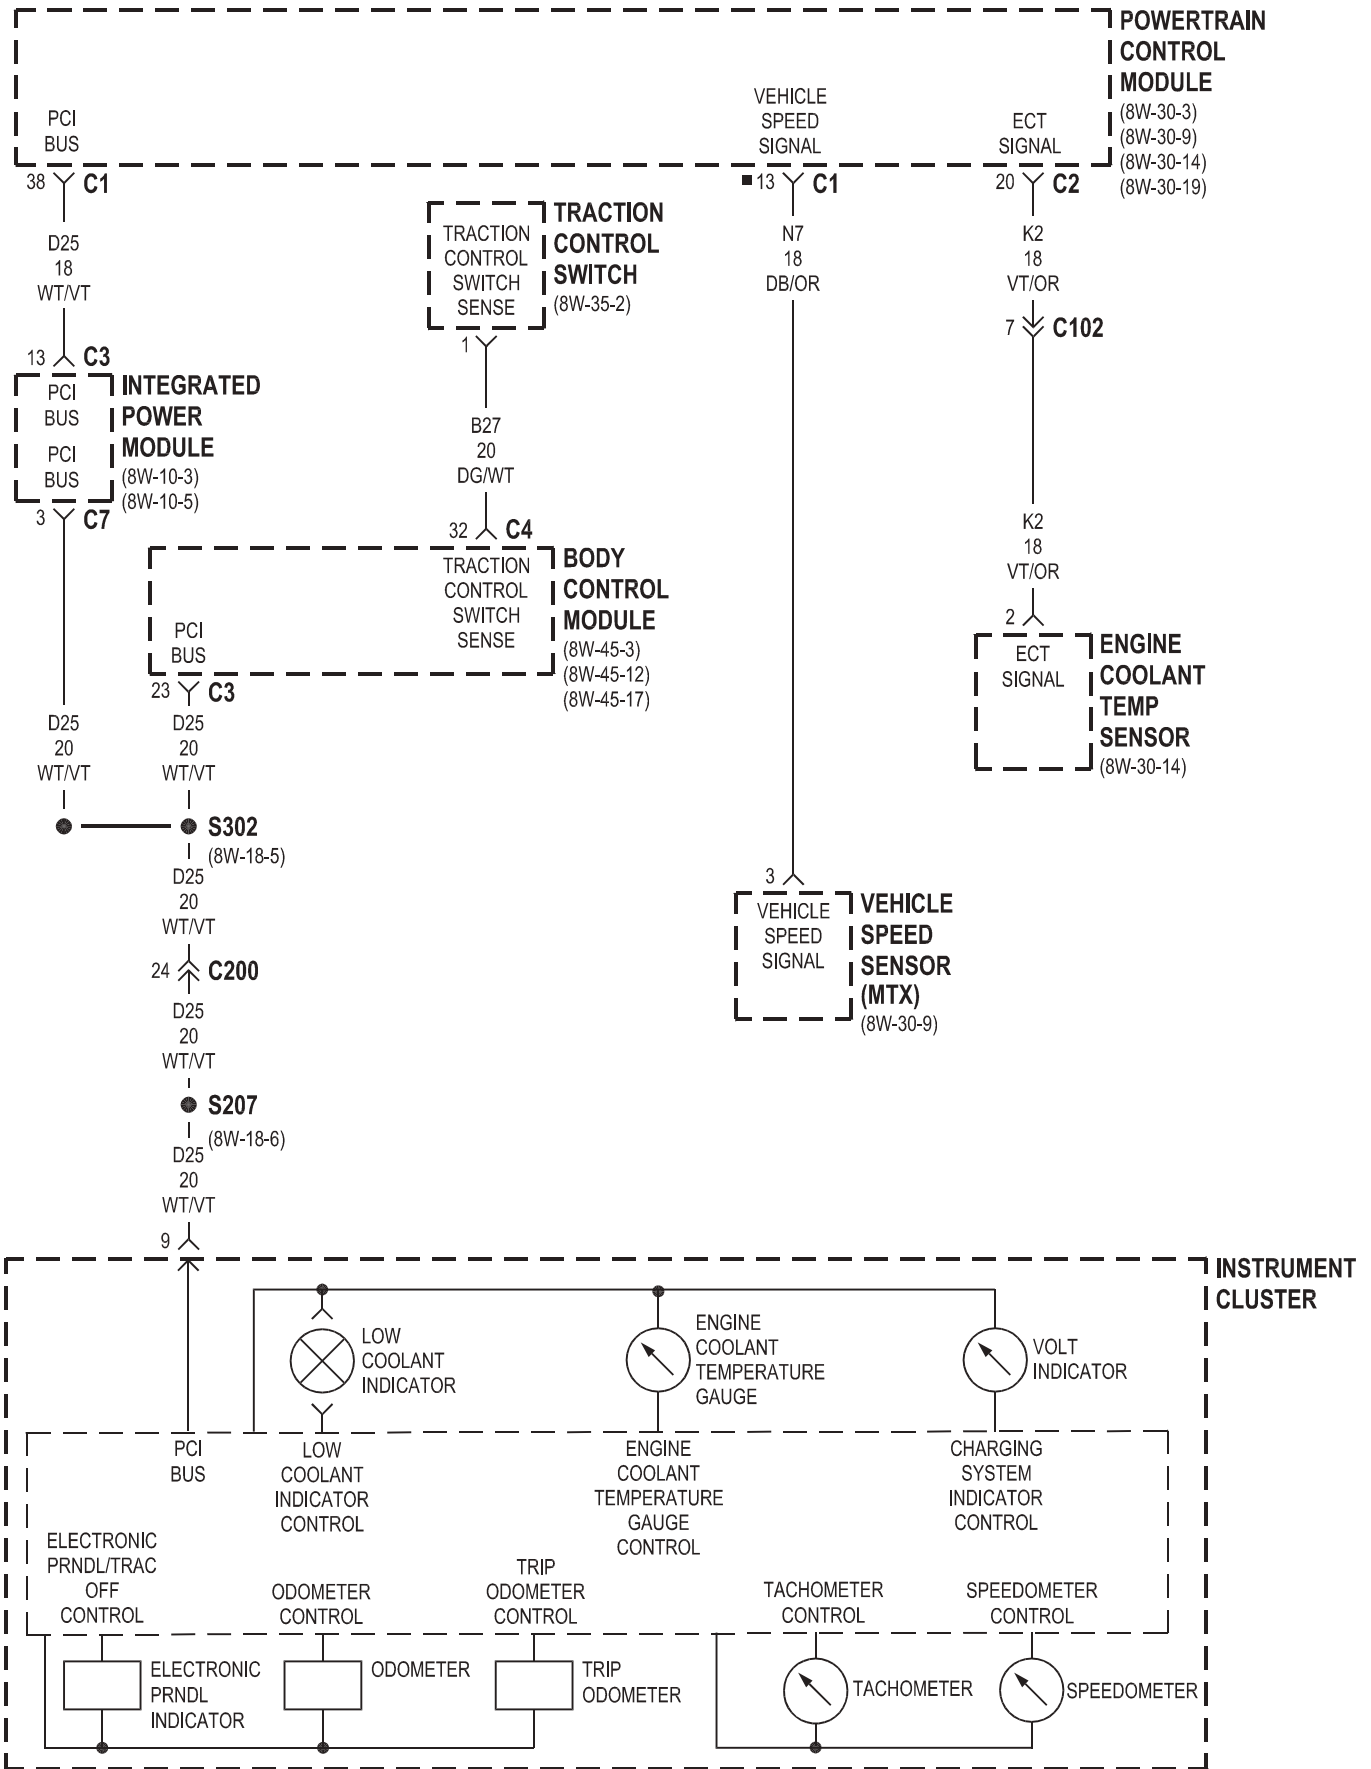 POWERTRAIN
CONTROL
MODULE
(8W-30-3)
(8W-30-9)
(8W-30-14)
(8W-30-19)
PCI
BUS
VEHICLE
SPEED
SIGNAL
ECT
SIGNAL
38 C1
13 C1
20 C2
D25
18
WT/VT
TRACTION
CONTROL
SWITCH
SENSE
TRACTION
CONTROL
SWITCH
(8W-35-2)
N7
18
DB/OR
K2
18
VT/OR
1
7 C102
13 C3
PCI
BUS
PCI
BUS
INTEGRATED
POWER
MODULE
(8W-10-3)
(8W-10-5)
B27
20
DG/WT
3 C7
32 C4
K2
18
VT/OR
TRACTION
CONTROL
SWITCH
SENSE
PCI
BUS
BODY
CONTROL
MODULE
(8W-45-3)
(8W-45-12)
(8W-45-17)
2
ECT
SIGNAL
ENGINE
COOLANT
TEMP
SENSOR
(8W-30-14)
23 C3
D25
20
WT/VT
D25
20
WT/VT
S302
(8W-18-5)
D25
20
WT/VT
3
VEHICLE
SPEED
SIGNAL
VEHICLE
SPEED
SENSOR
(MTX)
(8W-30-9)
24 C200
D25
20
WT/VT
S207
(8W-18-6)
D25
20
WT/VT
9
INSTRUMENT
CLUSTER
LOW
COOLANT
INDICATOR
ENGINE
COOLANT
TEMPERATURE
GAUGE
VOLT
INDICATOR
PCI
BUS
LOW
COOLANT
INDICATOR
CONTROL
ENGINE
COOLANT
TEMPERATURE
GAUGE
CONTROL
CHARGING
SYSTEM
INDICATOR
CONTROL
ELECTRONIC
PRNDL/TRAC
OFF
CONTROL
ODOMETER
CONTROL
TRIP
ODOMETER
CONTROL
TACHOMETER
CONTROL
SPEEDOMETER
CONTROL
ELECTRONIC
PRNDL
INDICATOR
ODOMETER
TRIP
ODOMETER
TACHOMETER
SPEEDOMETER